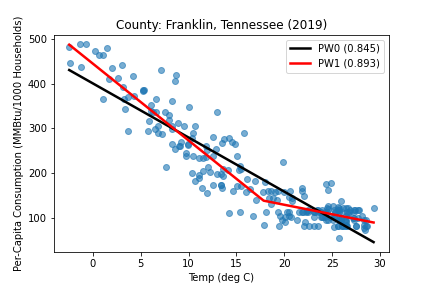 County: Franklin, Tennessee (2019)
Per-Capita Consumption (MMBtu/1000 Households)
500
400
300
200
100
PW0 (0.845)
PW1 (0.893)
0
5
10
15
20
25
30
Temp (deg C)